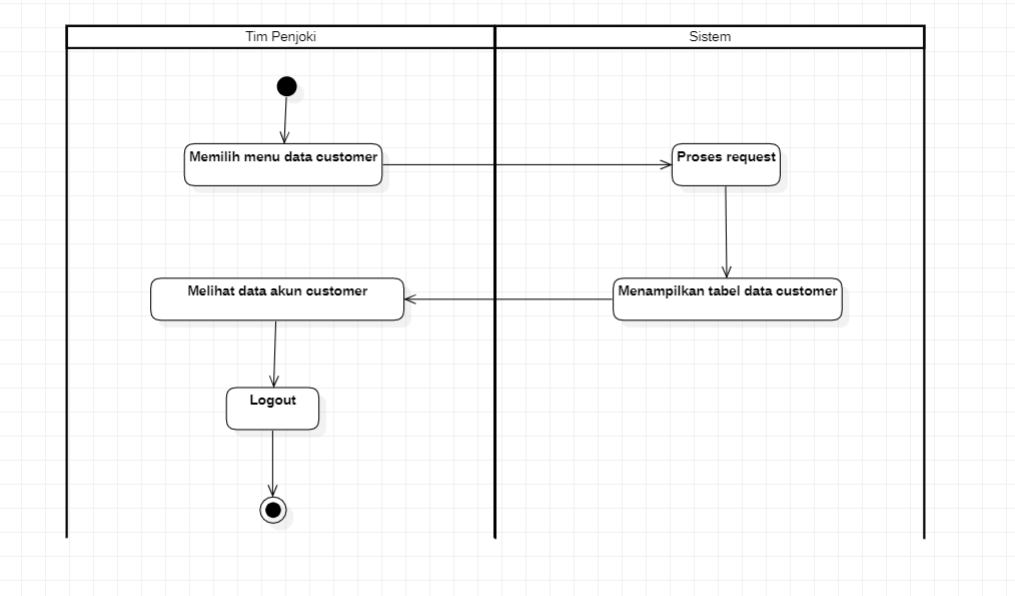 Tim Penjoki
Sistem
Memilih menu data customer
Proses request
Melihat data akun customer
Menampilkan tabel data customer
Logout